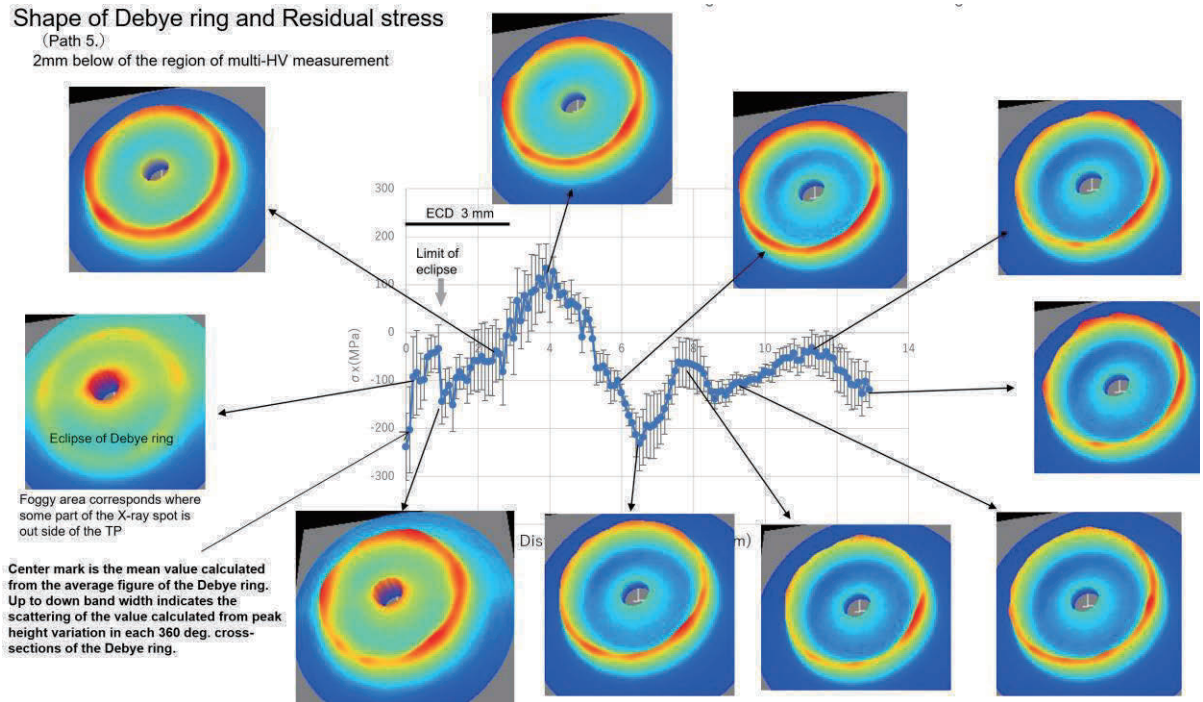 Shape of Debye ring and Residual stress
(Path 5.)
2mm below of the region of multi-HV measurement
300
200
100
0
-100
-200
-300
σx(MPa)
ECD 3 mm
Limit of
eclipse
0
4
6
8
10
12
14
Eclipse of Debye ring
Foggy area corresponds where
some part of the X-ray spot is
out side of the TP
Center mark is the mean value calculated
from the average figure of the Debye ring.
Up to down band width indicates the
scattering of the value calculated from peak
height variation in each 360 deg. cross-
sections of the Debye ring.
Dist
m)